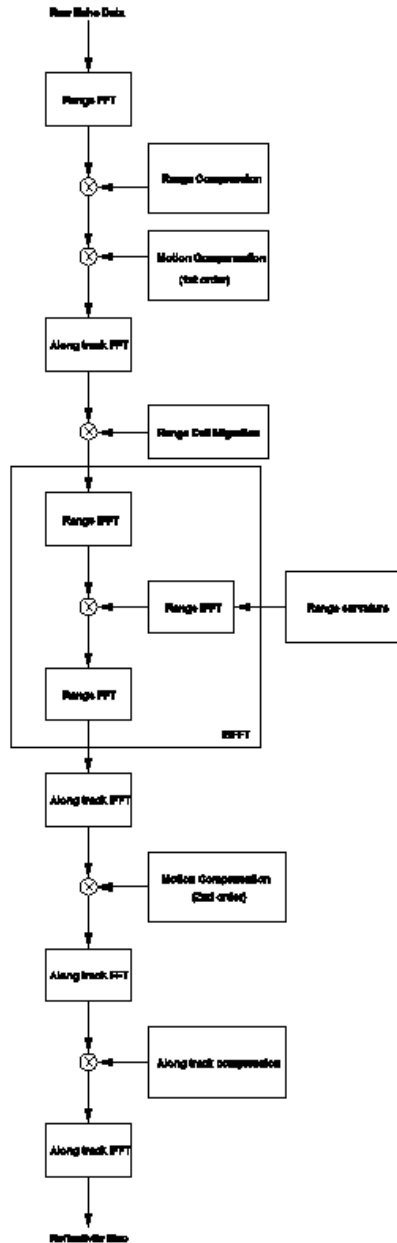 Raw Echo Data
Range FFT
Range Compression
Motion Compensation
(1st order)
Along track FFT
Range Cell Migration
Range IFFT
Range IFFT
Range curvature
Range FFT
Along track IFFT
Motion Compensation
(2nd order)
Along track FFT
Along track compression
Along track IFFT
Reflectivity Map